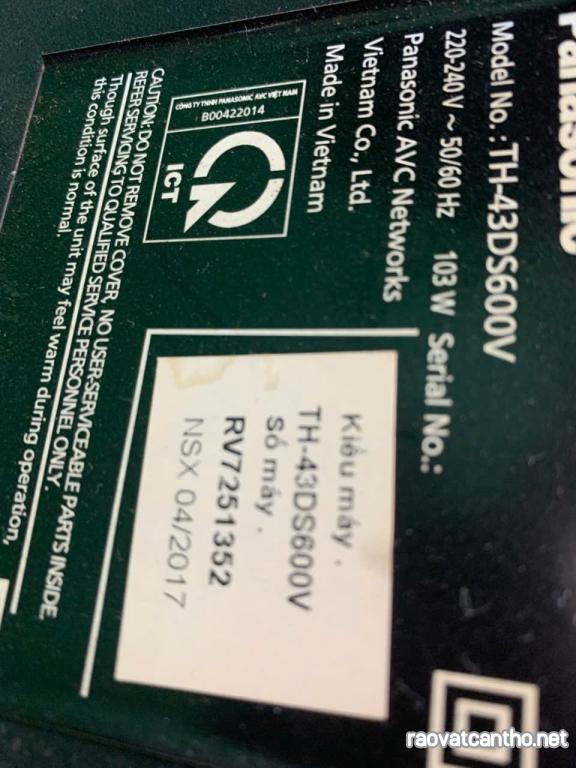 Panasonic
Model No.: TH-43DS600V
220-240 V ~ 50/60 Hz 103 W Serial No.:
Panasonic AVC Networks
Vietnam Co., Ltd.
Made in Vietnam
CÔNG TY TNHH PANASONIC AVC VIỆT NAM
B00422014
ICT
CAUTION: DO NOT REMOVE COVER, NO USER-SERVICEABLE PARTS INSIDE.
REFER SERVICING TO QUALIFIED SERVICE PERSONNEL ONLY.
Though surface of the unit may feel warm during operation,
this condition is normal.
Kiểu máy .
TH-43DS600V
Số máy .
RV7251352
NSX 04/2017
raovatcantho.net